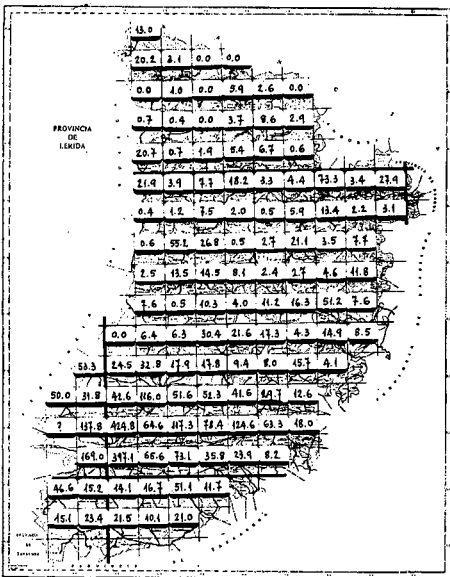 13.0
20.2 3.1 0.0 0.0
0.0 1.0 0.0 5.9 2.6 0.0
0.7 0.4 0.0 3.7 8.6 2.9
PROVINCIA
DE
LERIDA
20.7 0.7 1.9 5.4 6.7 0.6
21.9 3.9 7.7 18.2 3.3 4.4 73.3 3.4 27.9
0.4 1.2 7.5 2.0 0.5 5.9 13.4 2.2 3.1
0.6 55.2 26.8 0.5 2.7 21.1 3.5 7.7
2.5 13.5 14.5 8.1 2.4 2.7 4.6 11.8
7.6 0.5 10.3 4.0 11.2 16.3 51.2 7.6
0.0 6.4 6.3 30.4 21.6 17.3 4.3 14.9 8.5
53.3 24.5 32.8 17.9 17.8 9.4 8.0 15.7 4.1
50.0 31.8 42.6 116.0 51.6 52.3 41.6 29.7 12.6
? 137.8 424.8 64.6 117.3 78.4 124.6 63.3 18.0
169.0 397.1 65.6 73.1 35.8 23.9 8.2
46.6 15.2 14.1 16.7 51.1 11.7
15.1 23.4 21.5 10.1 21.0
DE